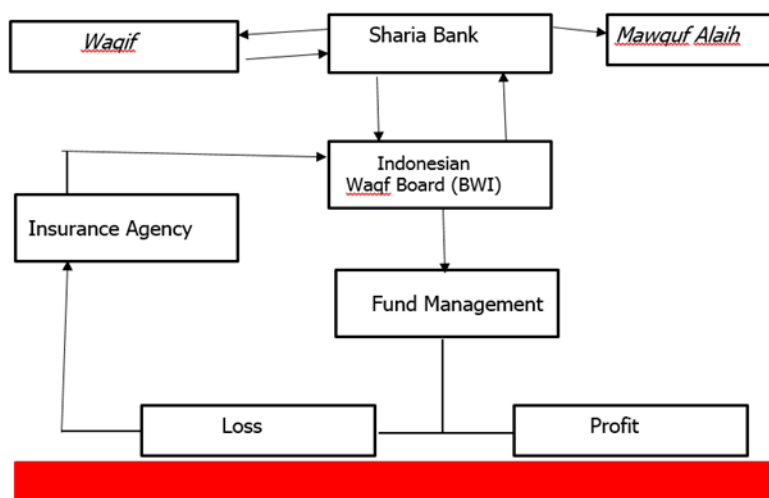 Waqif
Sharia Bank
Mawquf Alaih
Indonesian
Waqf Board (BWI)
Insurance Agency
Fund Management
Loss
Profit